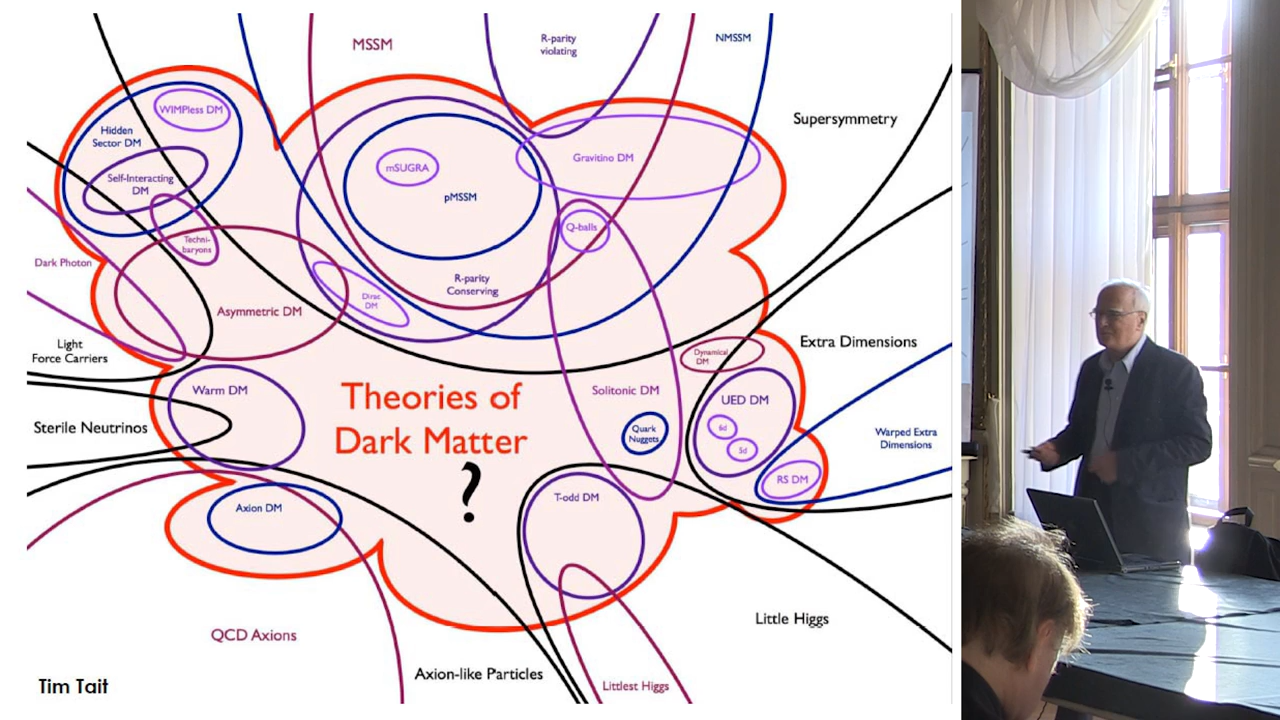 MSSM
R-parity
violating
NMSSM
WIMPless DM
Supersymmetry
Hidden
Sector DM
Gravitino DM
mSUGRA
Self-Interacting
DM
pMSSM
Q-balls
Techni-
baryons
Dark Photon
R-parity
Conserving
Dirac
DM
Asymmetric DM
Light
Force Carriers
Extra Dimensions
Dynamical
DM
Warm DM
Theories of
Dark Matter
?
Solitonic DM
UED DM
Sterile Neutrinos
Quark
Nuggets
6d
5d
Warped Extra
Dimensions
RS DM
T-odd DM
Axion DM
Little Higgs
QCD Axions
Axion-like Particles
Littlest Higgs
Tim Tait